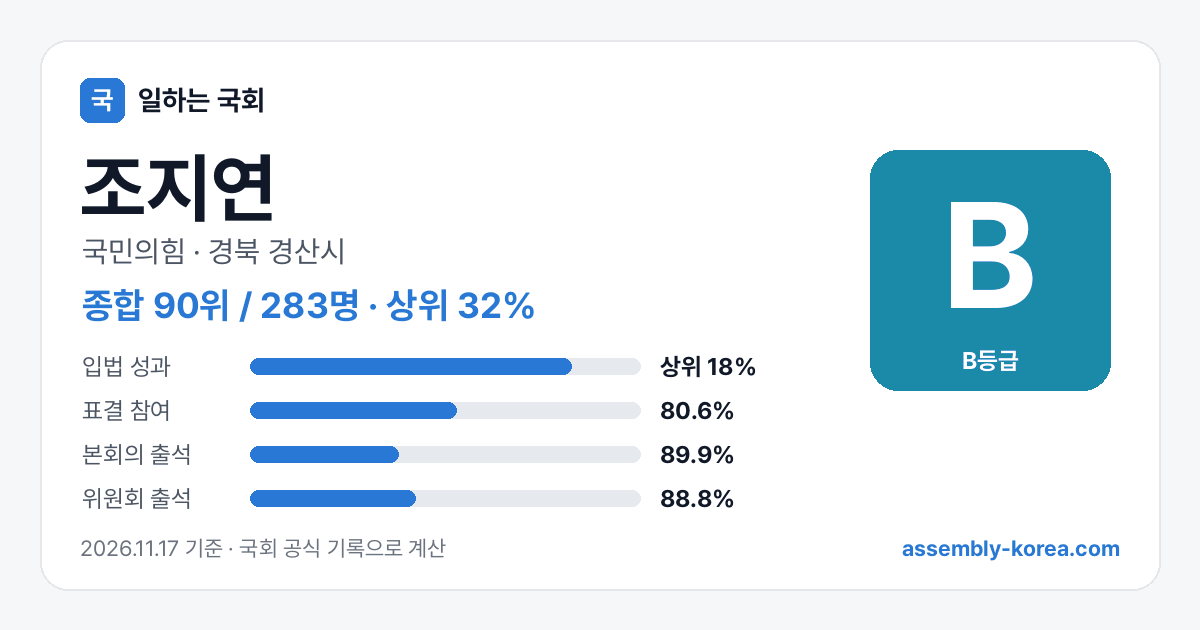 국 일하는 국회
조지연
국민의힘 · 경북 경산시
종합 90위 / 283명 · 상위 32%
B
B등급
입법 성과 상위 18%
표결 참여 80.6%
본회의 출석 89.9%
위원회 출석 88.8%
2026.11.17 기준 · 국회 공식 기록으로 계산
assembly-korea.com